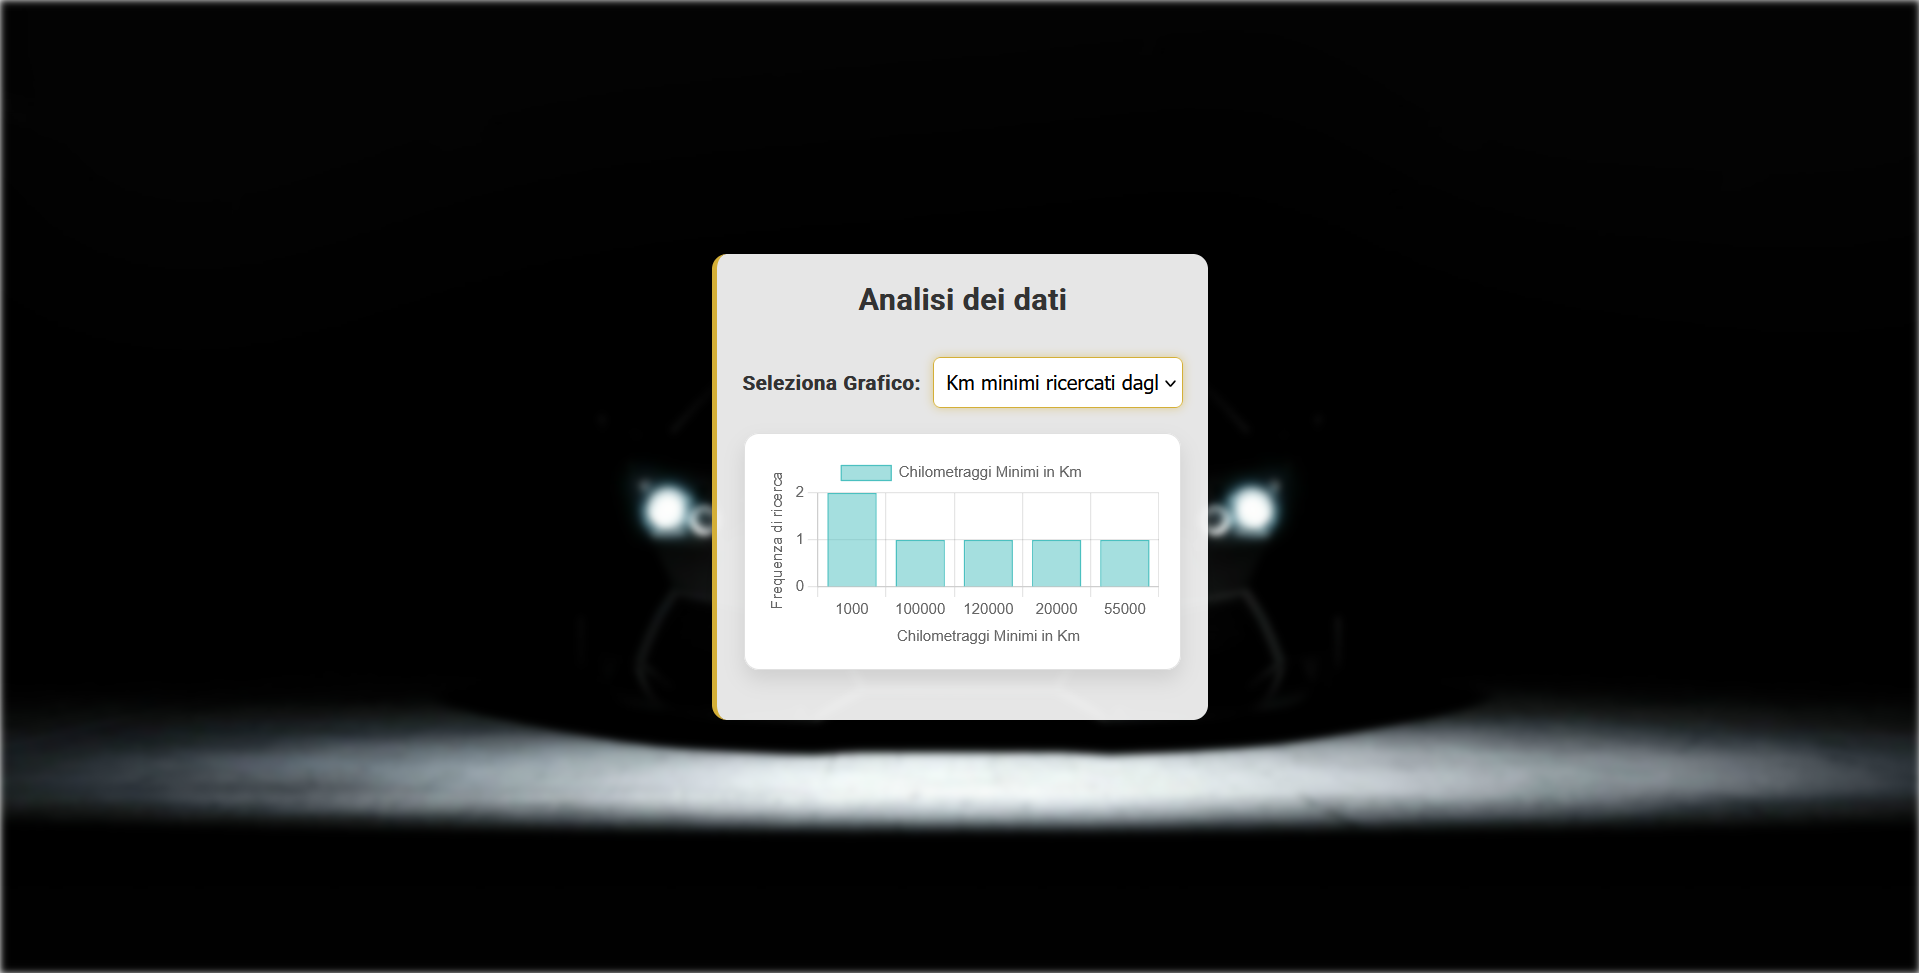 Analisi dei dati
Seleziona Grafico: Km minimi ricercati dagl
Chilometraggi Minimi in Km
Frequenza di ricerca
2
1
0
1000 100000 120000 20000 55000
Chilometraggi Minimi in Km